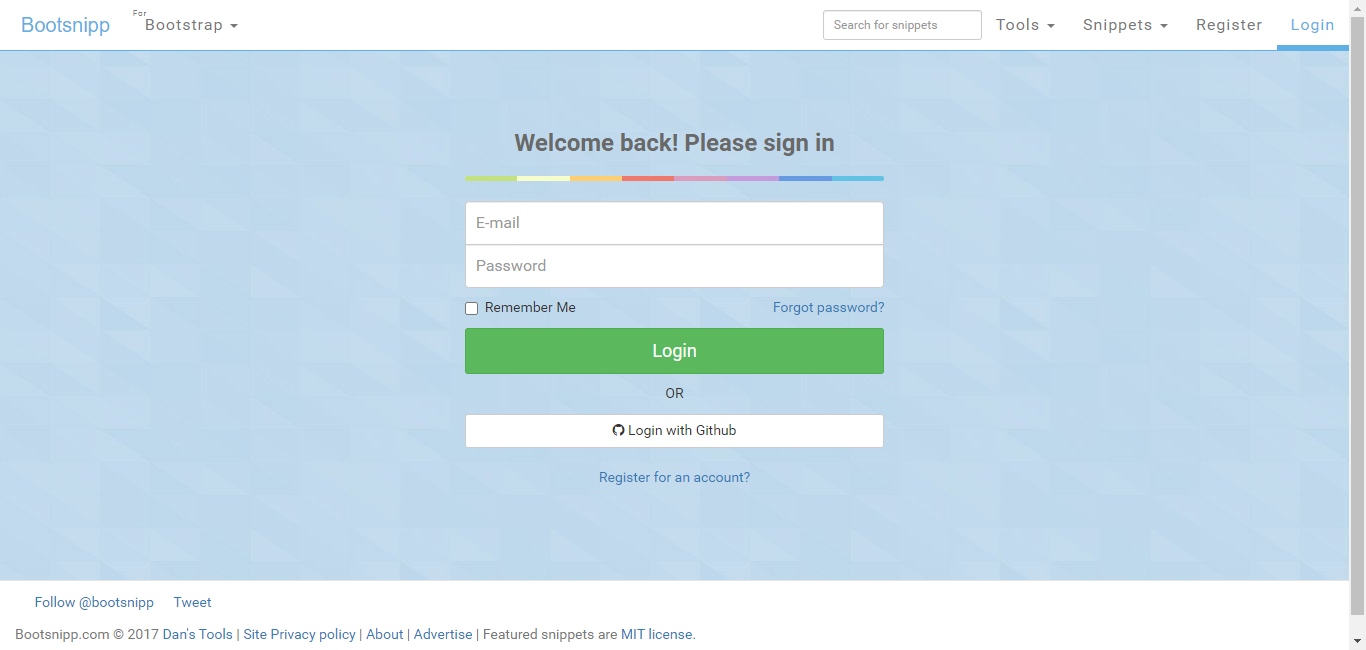 Bootsnipp For Bootstrap Search for snippets Tools Snippets Register Login
Welcome back! Please sign in
E-mail
Password
Remember Me Forgot password?
Login
OR
Login with Github
Register for an account?
Follow @bootsnipp Tweet
Bootsnipp.com © 2017 Dan's Tools | Site Privacy policy | About | Advertise | Featured snippets are MIT license.